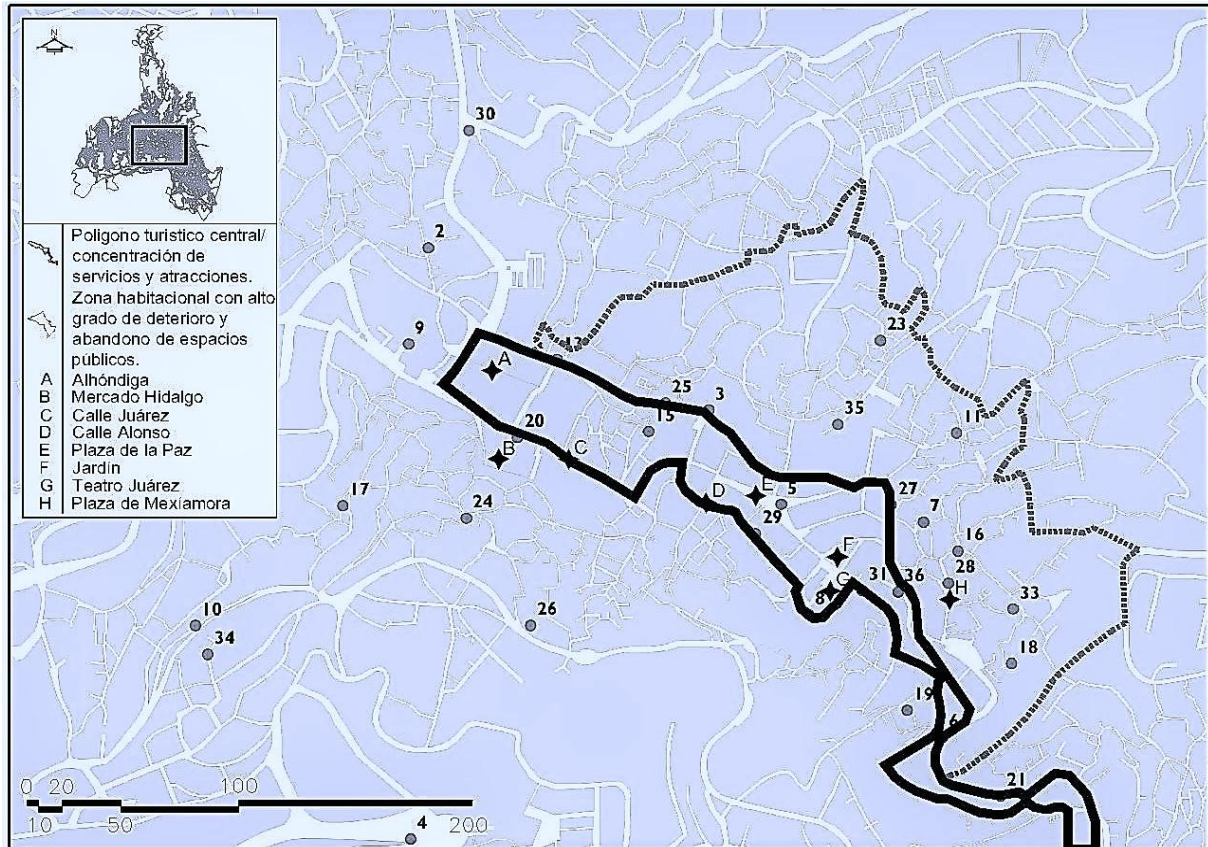 N
Poligono turistico central/
concentración de
servicios y atracciones.
Zona habitacional con alto
grado de deterioro y
abandono de espacios
públicos.
A Alhóndiga
B Mercado Hidalgo
C Calle Juárez
D Calle Alonso
E Plaza de la Paz
F Jardín
G Teatro Juárez
H Plaza de Mexíamora
30
2
9
A
25
3
23
35
11
15
20
B
C
17
24
D
E
5
29
27
7
16
F
G
8
31
36
28
H
33
18
10
34
26
19
6
21
0 20 100
10 50 200
4